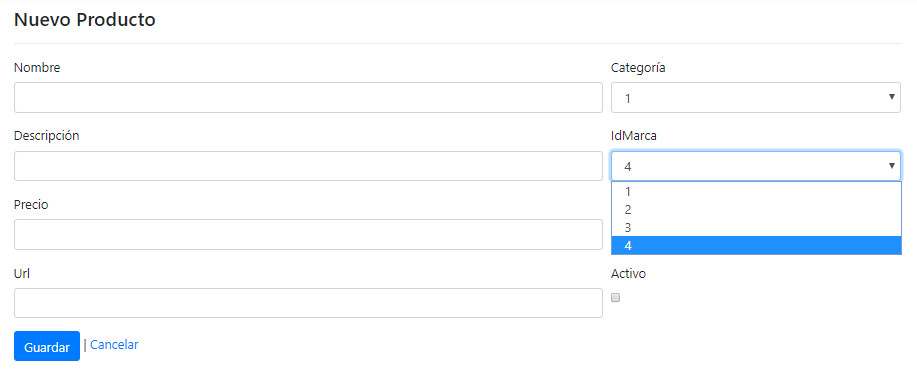 Nuevo Producto
Nombre
Categoría
1
Descripción
IdMarca
4
1
2
3
4
Precio
Url
Activo
Guardar | Cancelar